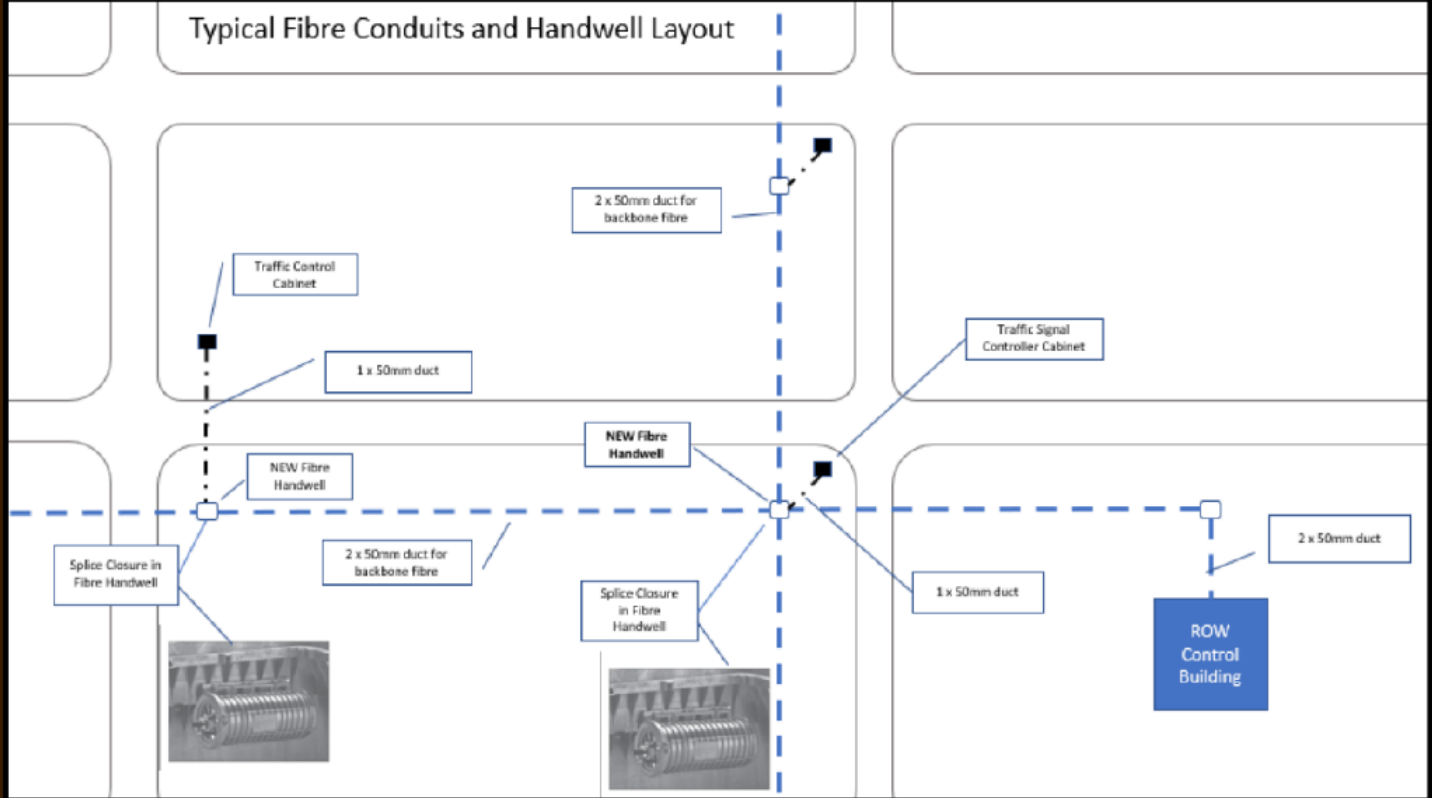 Typical Fibre Conduits and Handwell Layout
2 x 50mm duct for
backbone fibre
Traffic Control
Cabinet
Traffic Signal
Controller Cabinet
1 x 50mm duct
NEW Fibre
Handwell
NEW Fibre
Handwell
2 x 50mm duct
2 x 50mm duct for
backbone fibre
Splice Closure in
Fibre Handwell
Splice Closure
in Fibre
Handwell
1 x 50mm duct
ROW
Control
Building